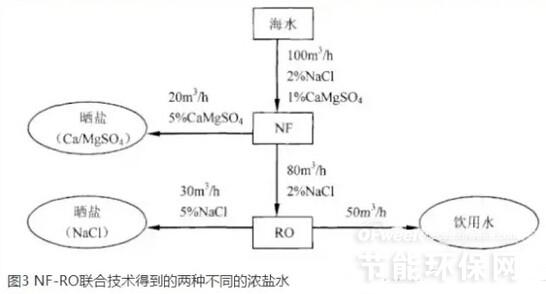 海水
100m³/h
2%NaCl
1%CaMgSO₄
20m³/h
5%CaMgSO₄
晒盐
(Ca/MgSO₄)
NF
80m³/h
2%NaCl
30m³/h
5%NaCl
晒盐
(NaCl)
RO
50m³/h
饮用水
OFweek
节能环保网
图3 NF-RO联合技术得到的两种不同的浓盐水